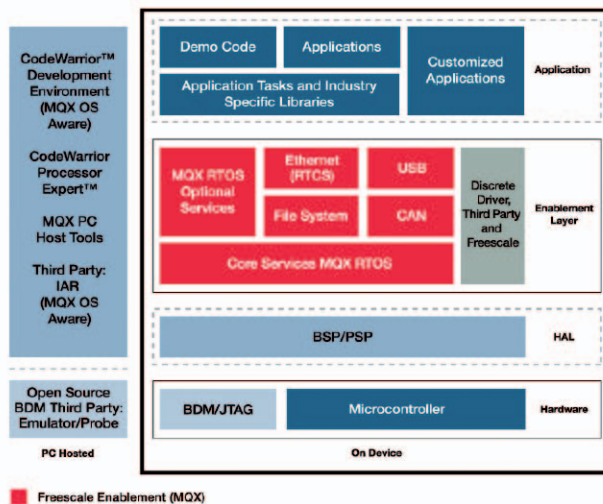 CodeWarrior™
Development
Environment
(MQX OS
Aware)
CodeWarrior
Processor
Expert™
MQX PC
Host Tools
Third Party:
IAR
(MQX OS
Aware)
Open Source
BDM Third Party:
Emulator/Probe
PC Hosted
Demo Code
Applications
Customized
Applications
Application Tasks and Industry
Specific Libraries
Application
MQX RTOS
Optional
Services
Ethernet
(RTCS)
USB
File System
CAN
Core Services MQX RTOS
Discrete
Driver,
Third Party
and
Freescale
Enablement
Layer
BSP/PSP
HAL
BDM/JTAG
Microcontroller
Hardware
On Device
Freescale Enablement (MQX)